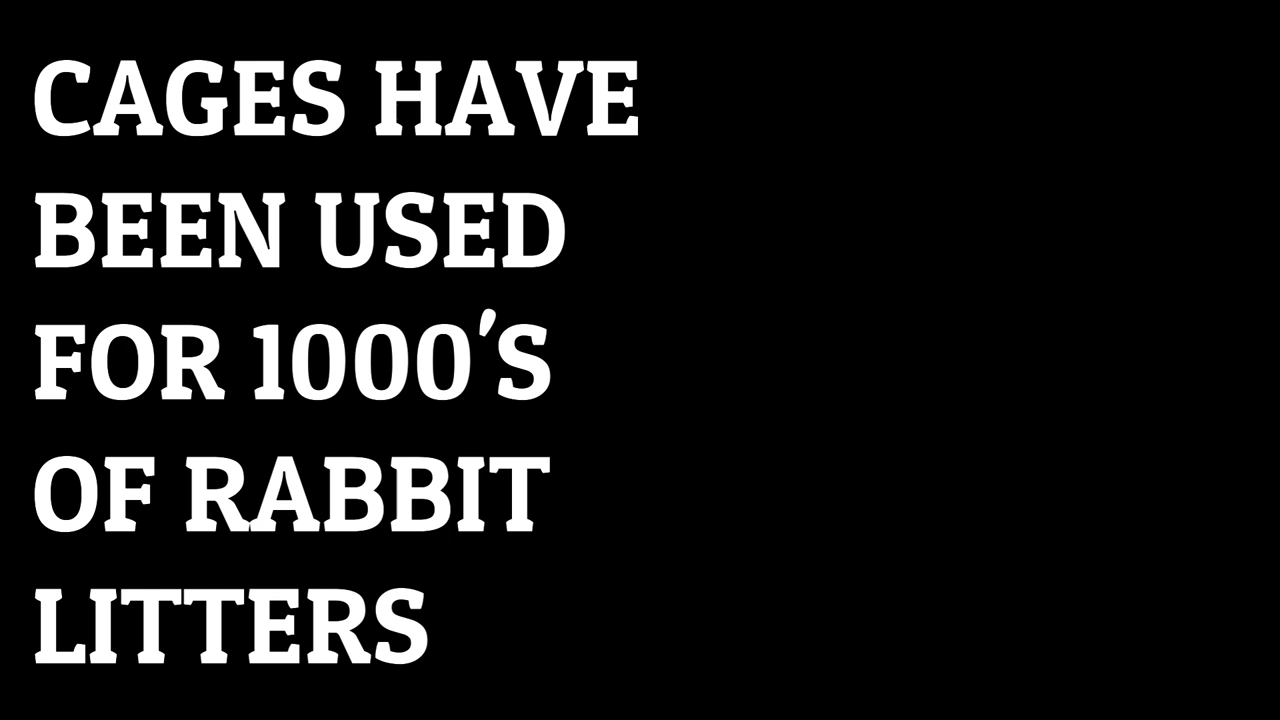 CAGES HAVE
BEEN USED
FOR 1000'S
OF RABBIT
LITTERS